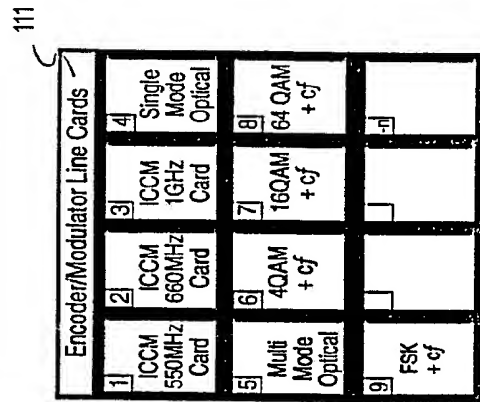 111
Encoder/Modulator Line Cards
1
ICCM
550MHz
Card
2
ICCM
660MHz
Card
3
ICCM
1GHz
Card
4
Single
Mode
Optical
5
Multi
Mode
Optical
6
4QAM
+ cf
7
16QAM
+ cf
8
64 QAM
+ cf
9
FSK
+ cf
-n